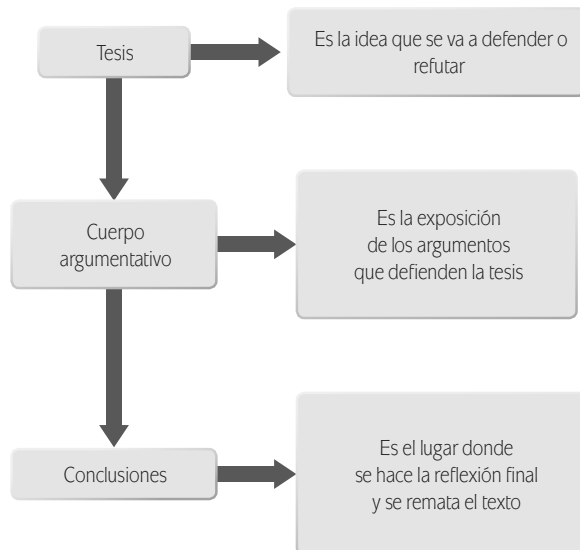 Tesis
Es la idea que se va a defender o
refutar
Cuerpo
argumentativo
Es la exposición
de los argumentos
que defienden la tesis
Conclusiones
Es el lugar donde
se hace la reflexión final
y se remata el texto